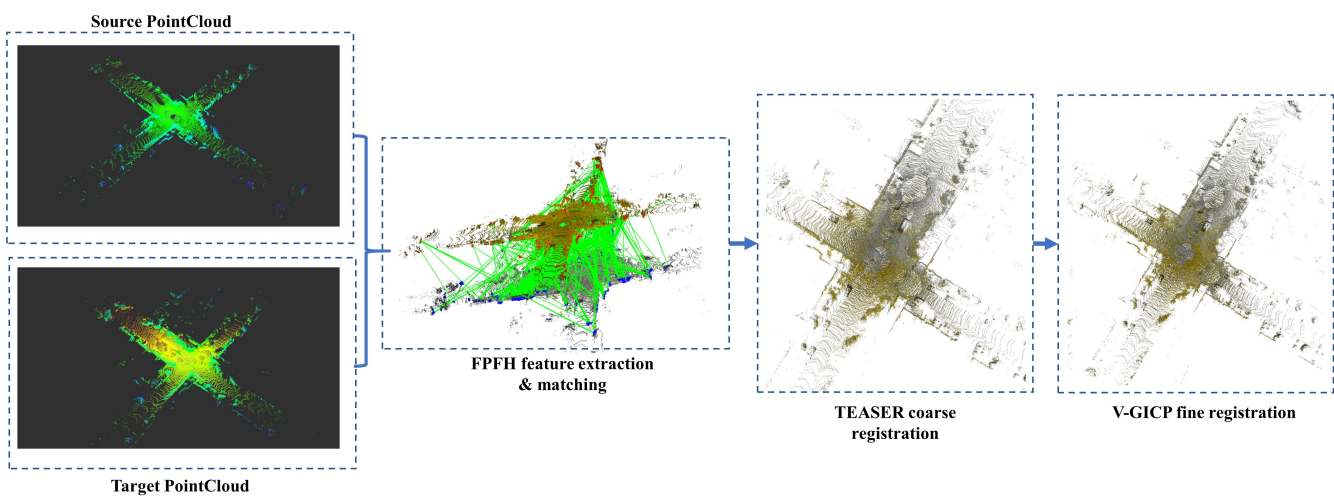 Source PointCloud
Target PointCloud
FPFH feature extraction
& matching
TEASER coarse
registration
V-GICP fine registration